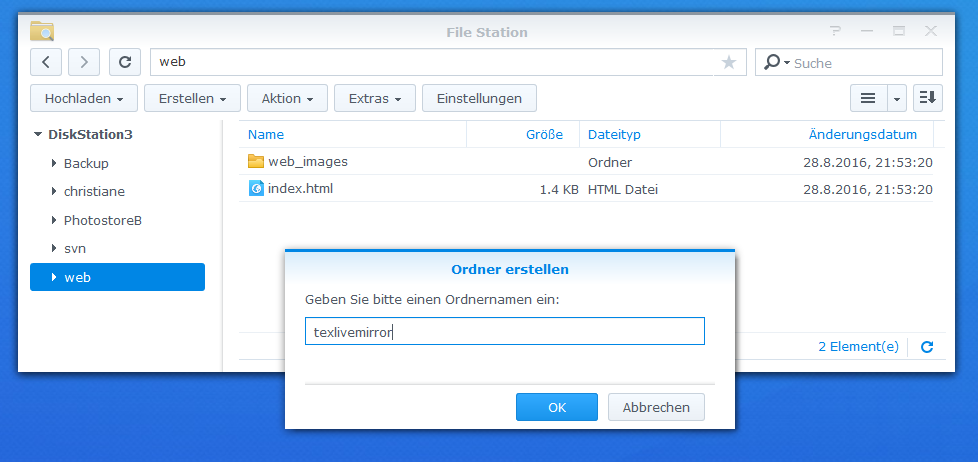 File Station
web
Suche
Hochladen Erstellen Aktion Extras Einstellungen
DiskStation3
Backup
christiane
PhotostoreB
svn
web
Name Größe Dateityp Änderungsdatum
web_images Ordner 28.8.2016, 21:53:20
index.html 1.4 KB HTML Datei 28.8.2016, 21:53:20
Ordner erstellen
Geben Sie bitte einen Ordnernamen ein:
texlivemirror
OK Abbrechen
2 Element(e)